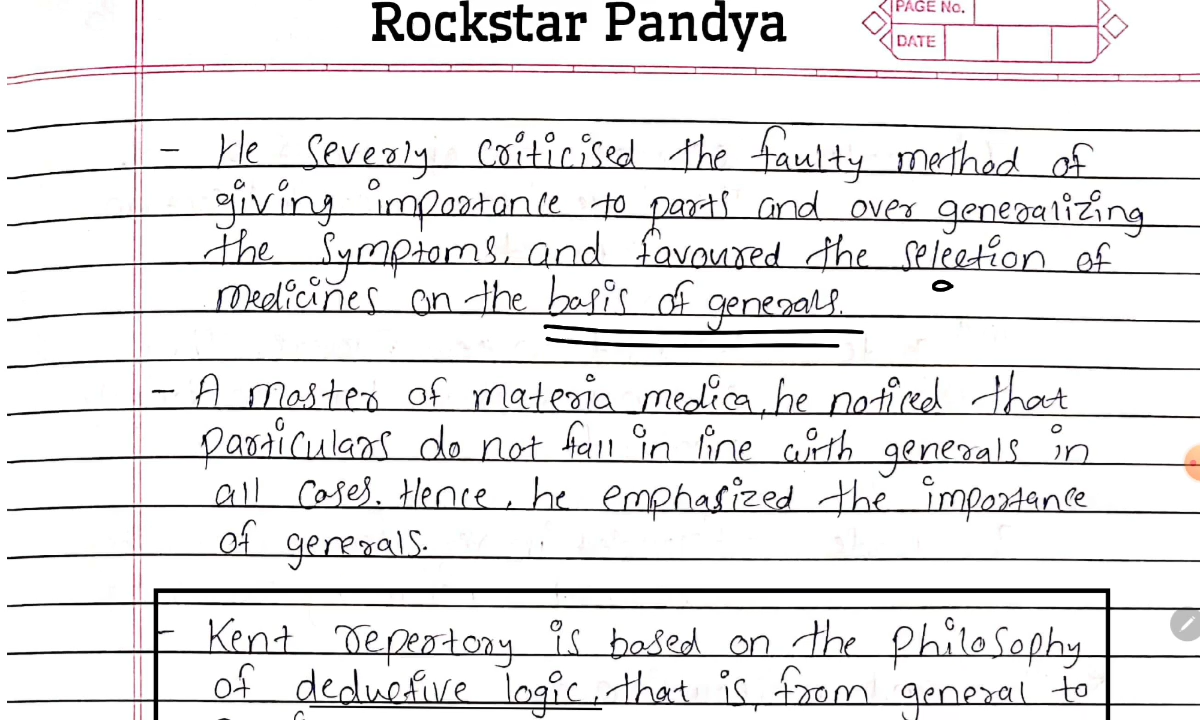 Rockstar Pandya
PAGE No.
DATE
- He severly criticised the faulty method of
giving importance to parts and over generalizing
the symptoms, and favoured the selection of
medicines on the basis of generals.
- A master of materia medica, he noticed that
particulars do not fall in line with generals in
all cases. Hence, he emphasized the importance
of generals.
- Kent repertory is based on the philosophy
of deductive logic, that is, from general to